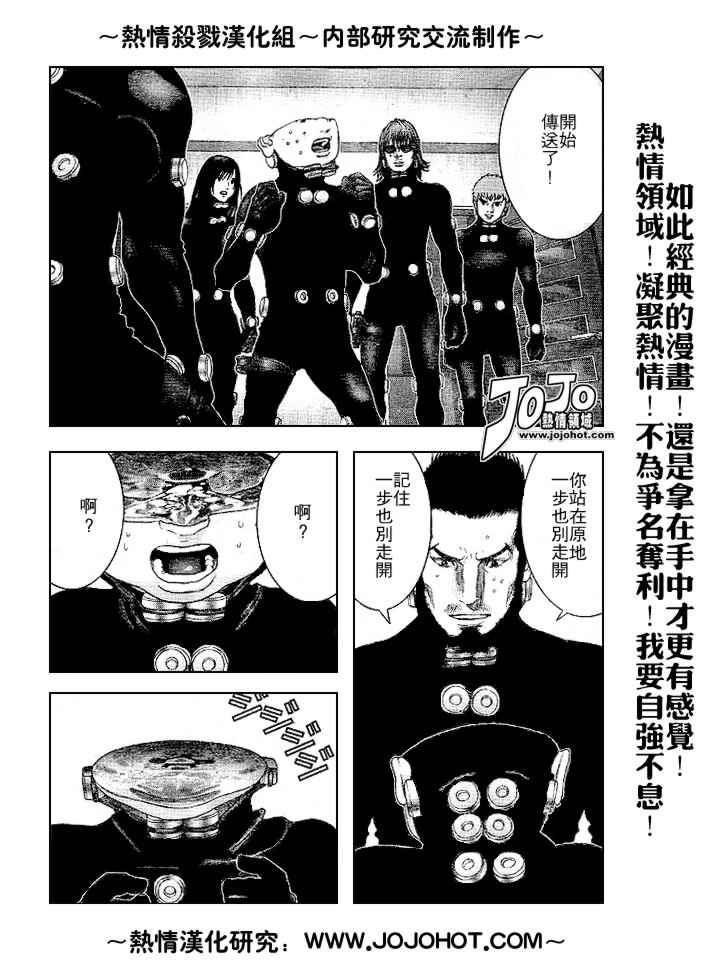 ～熱情殺戮漢化組～内部研究交流制作～
開始
傳送了！
JOJO
熱情領域
www.jojohot.com
你站在原地
一步也別走開
記住
一步也別走開
啊？
啊？
ジジジジ
如此經典的漫畫！還是拿在手中才更有感覺！
熱情領域！凝聚熱情！不為爭名奪利！我要自強不息！
～熱情漢化研究：WWW.JOJOHOT.COM～